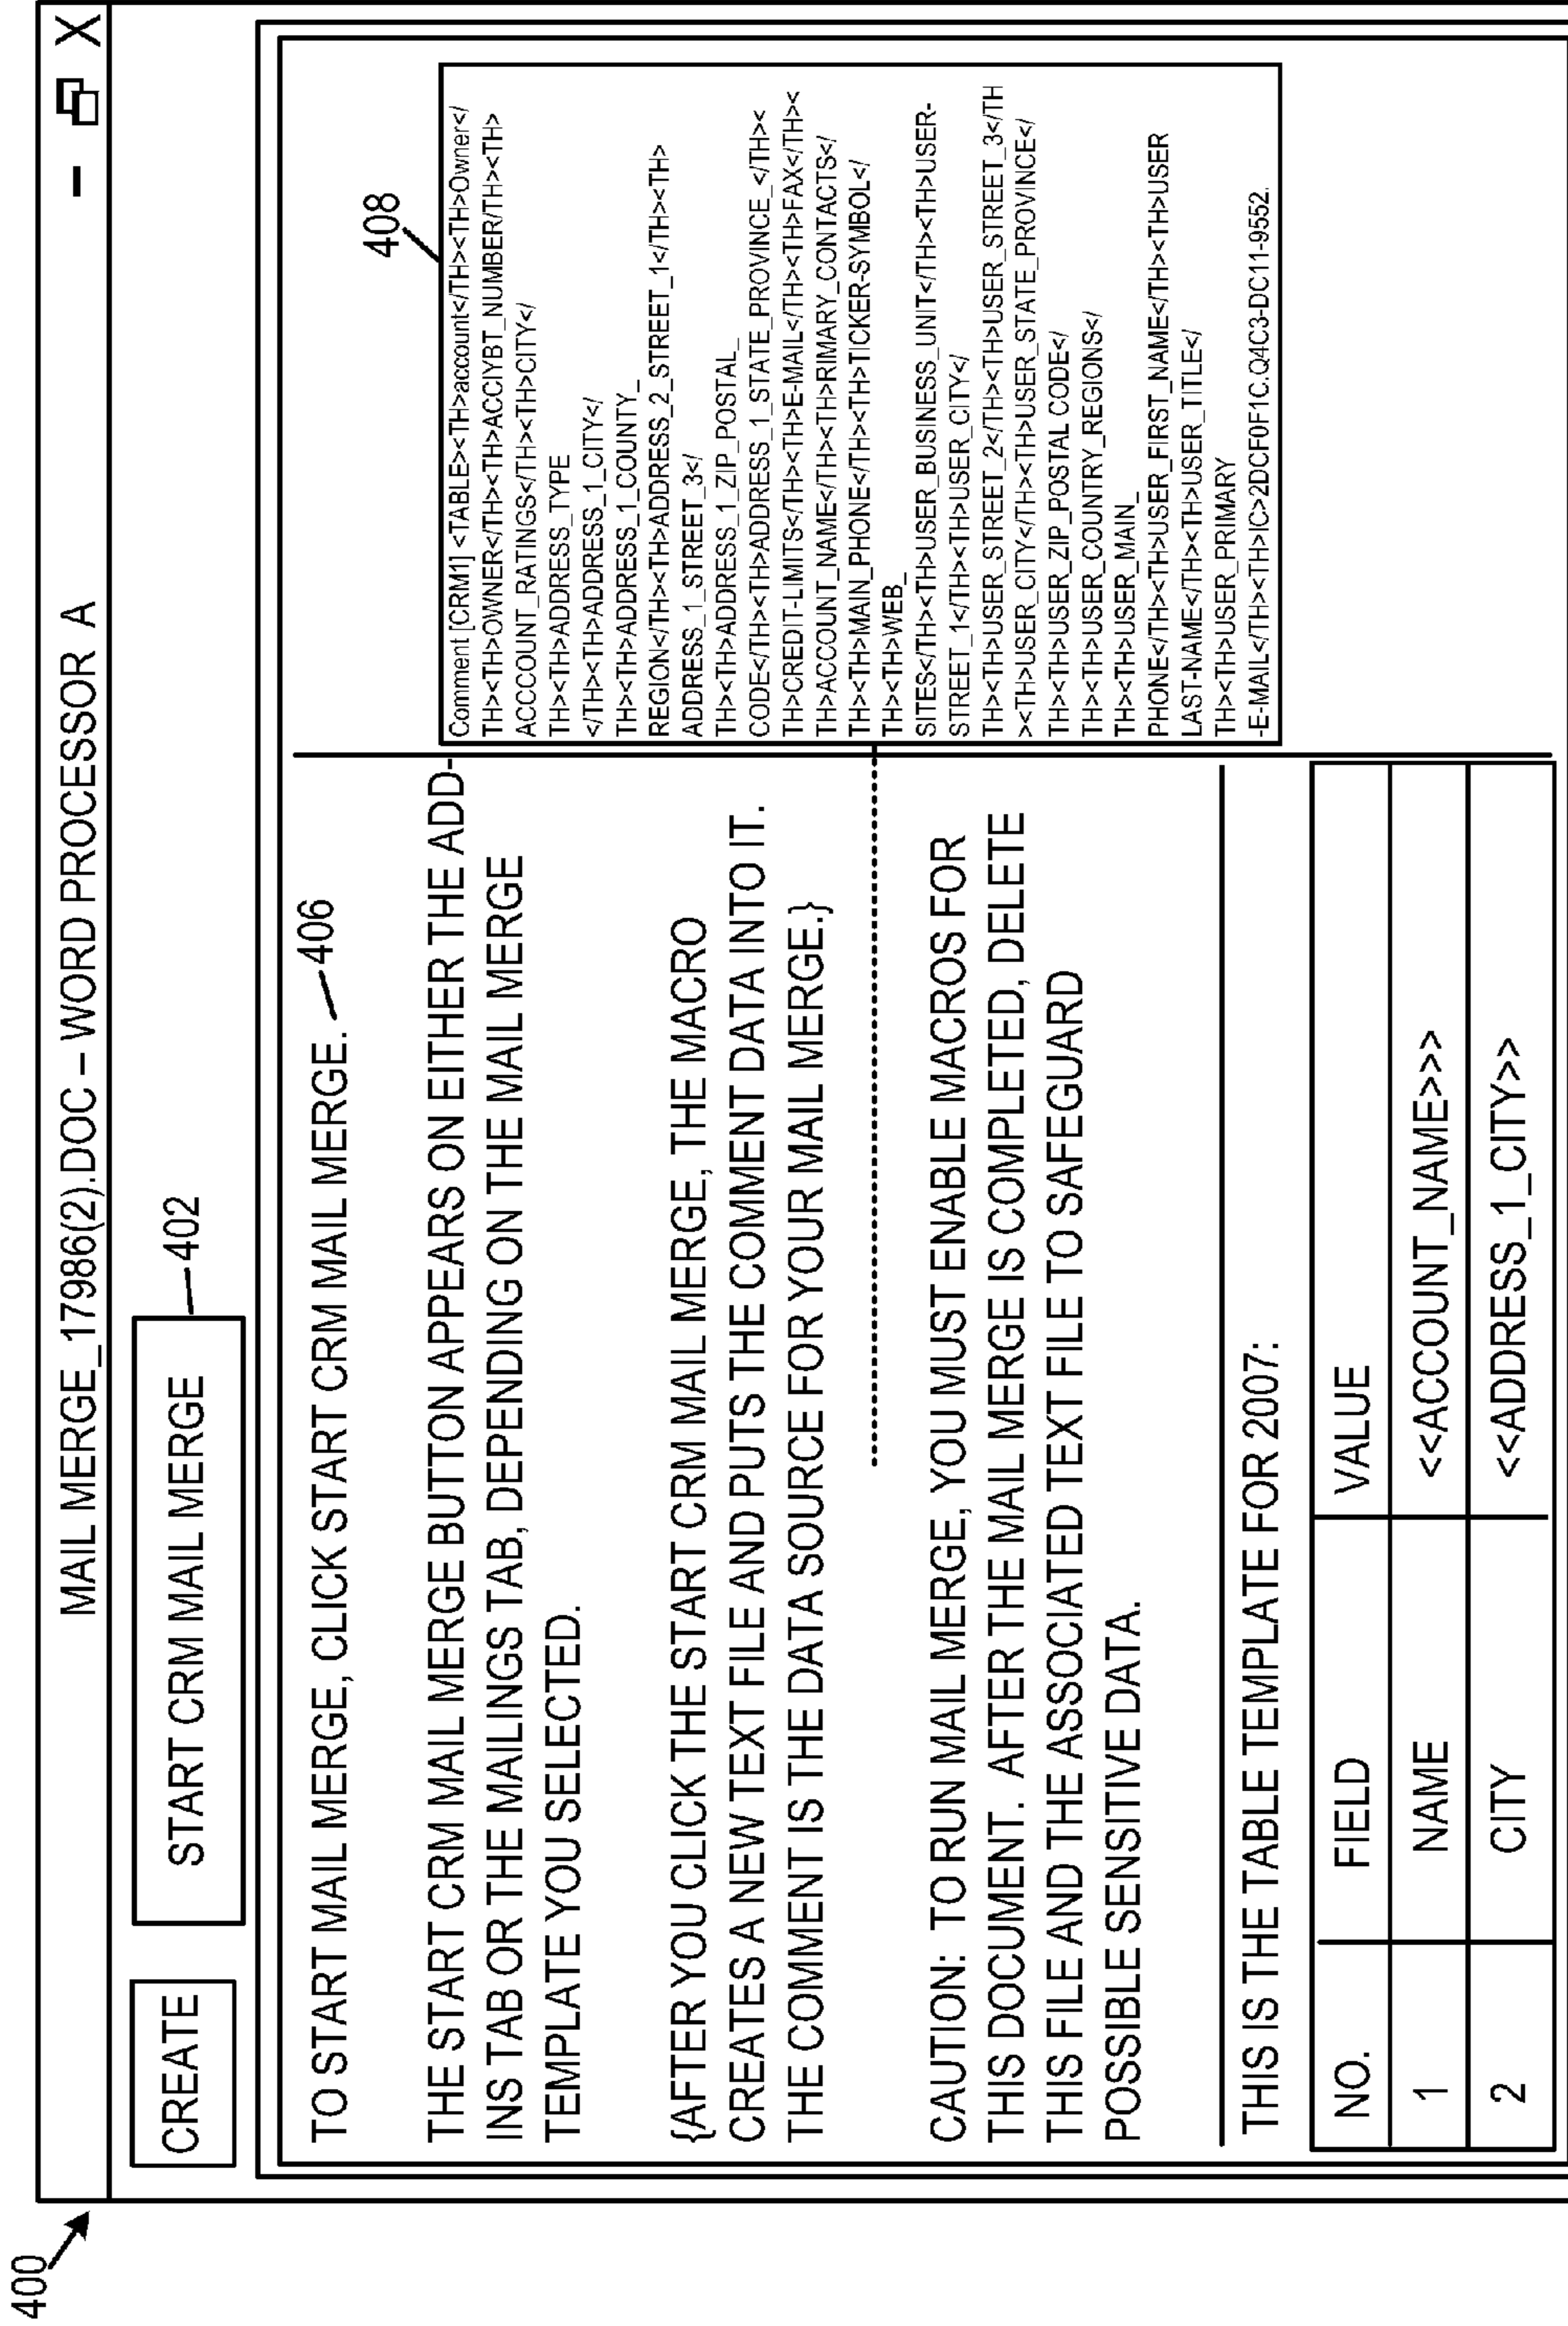 400
MAIL MERGE_17986(2).DOC – WORD PROCESSOR A
CREATE
START CRM MAIL MERGE
402
TO START MAIL MERGE, CLICK START CRM MAIL MERGE.
406
THE START CRM MAIL MERGE BUTTON APPEARS ON EITHER THE ADD-
INS TAB OR THE MAILINGS TAB, DEPENDING ON THE MAIL MERGE
TEMPLATE YOU SELECTED.
{AFTER YOU CLICK THE START CRM MAIL MERGE, THE MACRO
CREATES A NEW TEXT FILE AND PUTS THE COMMENT DATA INTO IT.
THE COMMENT IS THE DATA SOURCE FOR YOUR MAIL MERGE.}
CAUTION: TO RUN MAIL MERGE, YOU MUST ENABLE MACROS FOR
THIS DOCUMENT. AFTER THE MAIL MERGE IS COMPLETED, DELETE
THIS FILE AND THE ASSOCIATED TEXT FILE TO SAFEGUARD
POSSIBLE SENSITIVE DATA.
THIS IS THE TABLE TEMPLATE FOR 2007:
NO. FIELD VALUE
1 NAME <<ACCOUNT_NAME>>>
2 CITY <<ADDRESS_1_CITY>>
408
Comment [CRM1] <TABLE><TH>account</TH><TH>Owner</
TH><TH>OWNER</TH><TH>ACCIYBT_NUMBER/TH><TH>
ACCCOUNT_RATINGS</TH><TH>CITY</
TH><TH>ADDRESS_TYPE
</TH><TH>ADDRESS_1_CITY</
TH><TH>ADDRESS_1_COUNTY_
REGION</TH><TH>ADDRESS_2_STREET_1</TH><TH>
ADDRESS_1_STREET_3</
TH><TH>ADDRESS_1_ZIP_POSTAL_
CODE</TH><TH>ADDRESS_1_STATE_PROVINCE_</TH><
TH>CREDIT-LIMITS</TH><TH>E-MAIL</TH><TH>FAX</TH><
TH>ACCOUNT_NAME</TH><TH>RIMARY_CONTACTS</
TH><TH>MAIN_PHONE</TH><TH>TICKER-SYMBOL</
TH><TH>WEB_
SITES</TH><TH>USER_BUSINESS_UNIT</TH><TH>USER-
STREET_1</TH><TH>USER_CITY</
TH><TH>USER_STREET_2</TH><TH>USER_STREET_3</TH
><TH>USER_CITY</TH><TH>USER_STATE_PROVINCE</
TH><TH>USER_ZIP_POSTAL CODE</
TH><TH>USER_COUNTRY_REGIONS</
TH><TH>USER_MAIN_
PHONE</TH><TH>USER_FIRST_NAME</TH><TH>USER
LAST-NAME</TH><TH>USER_TITLE</
TH><TH>USER_PRIMARY
-E-MAIL</TH><TH>IC>2DCF0F1C.Q4C3-DC11-9552.